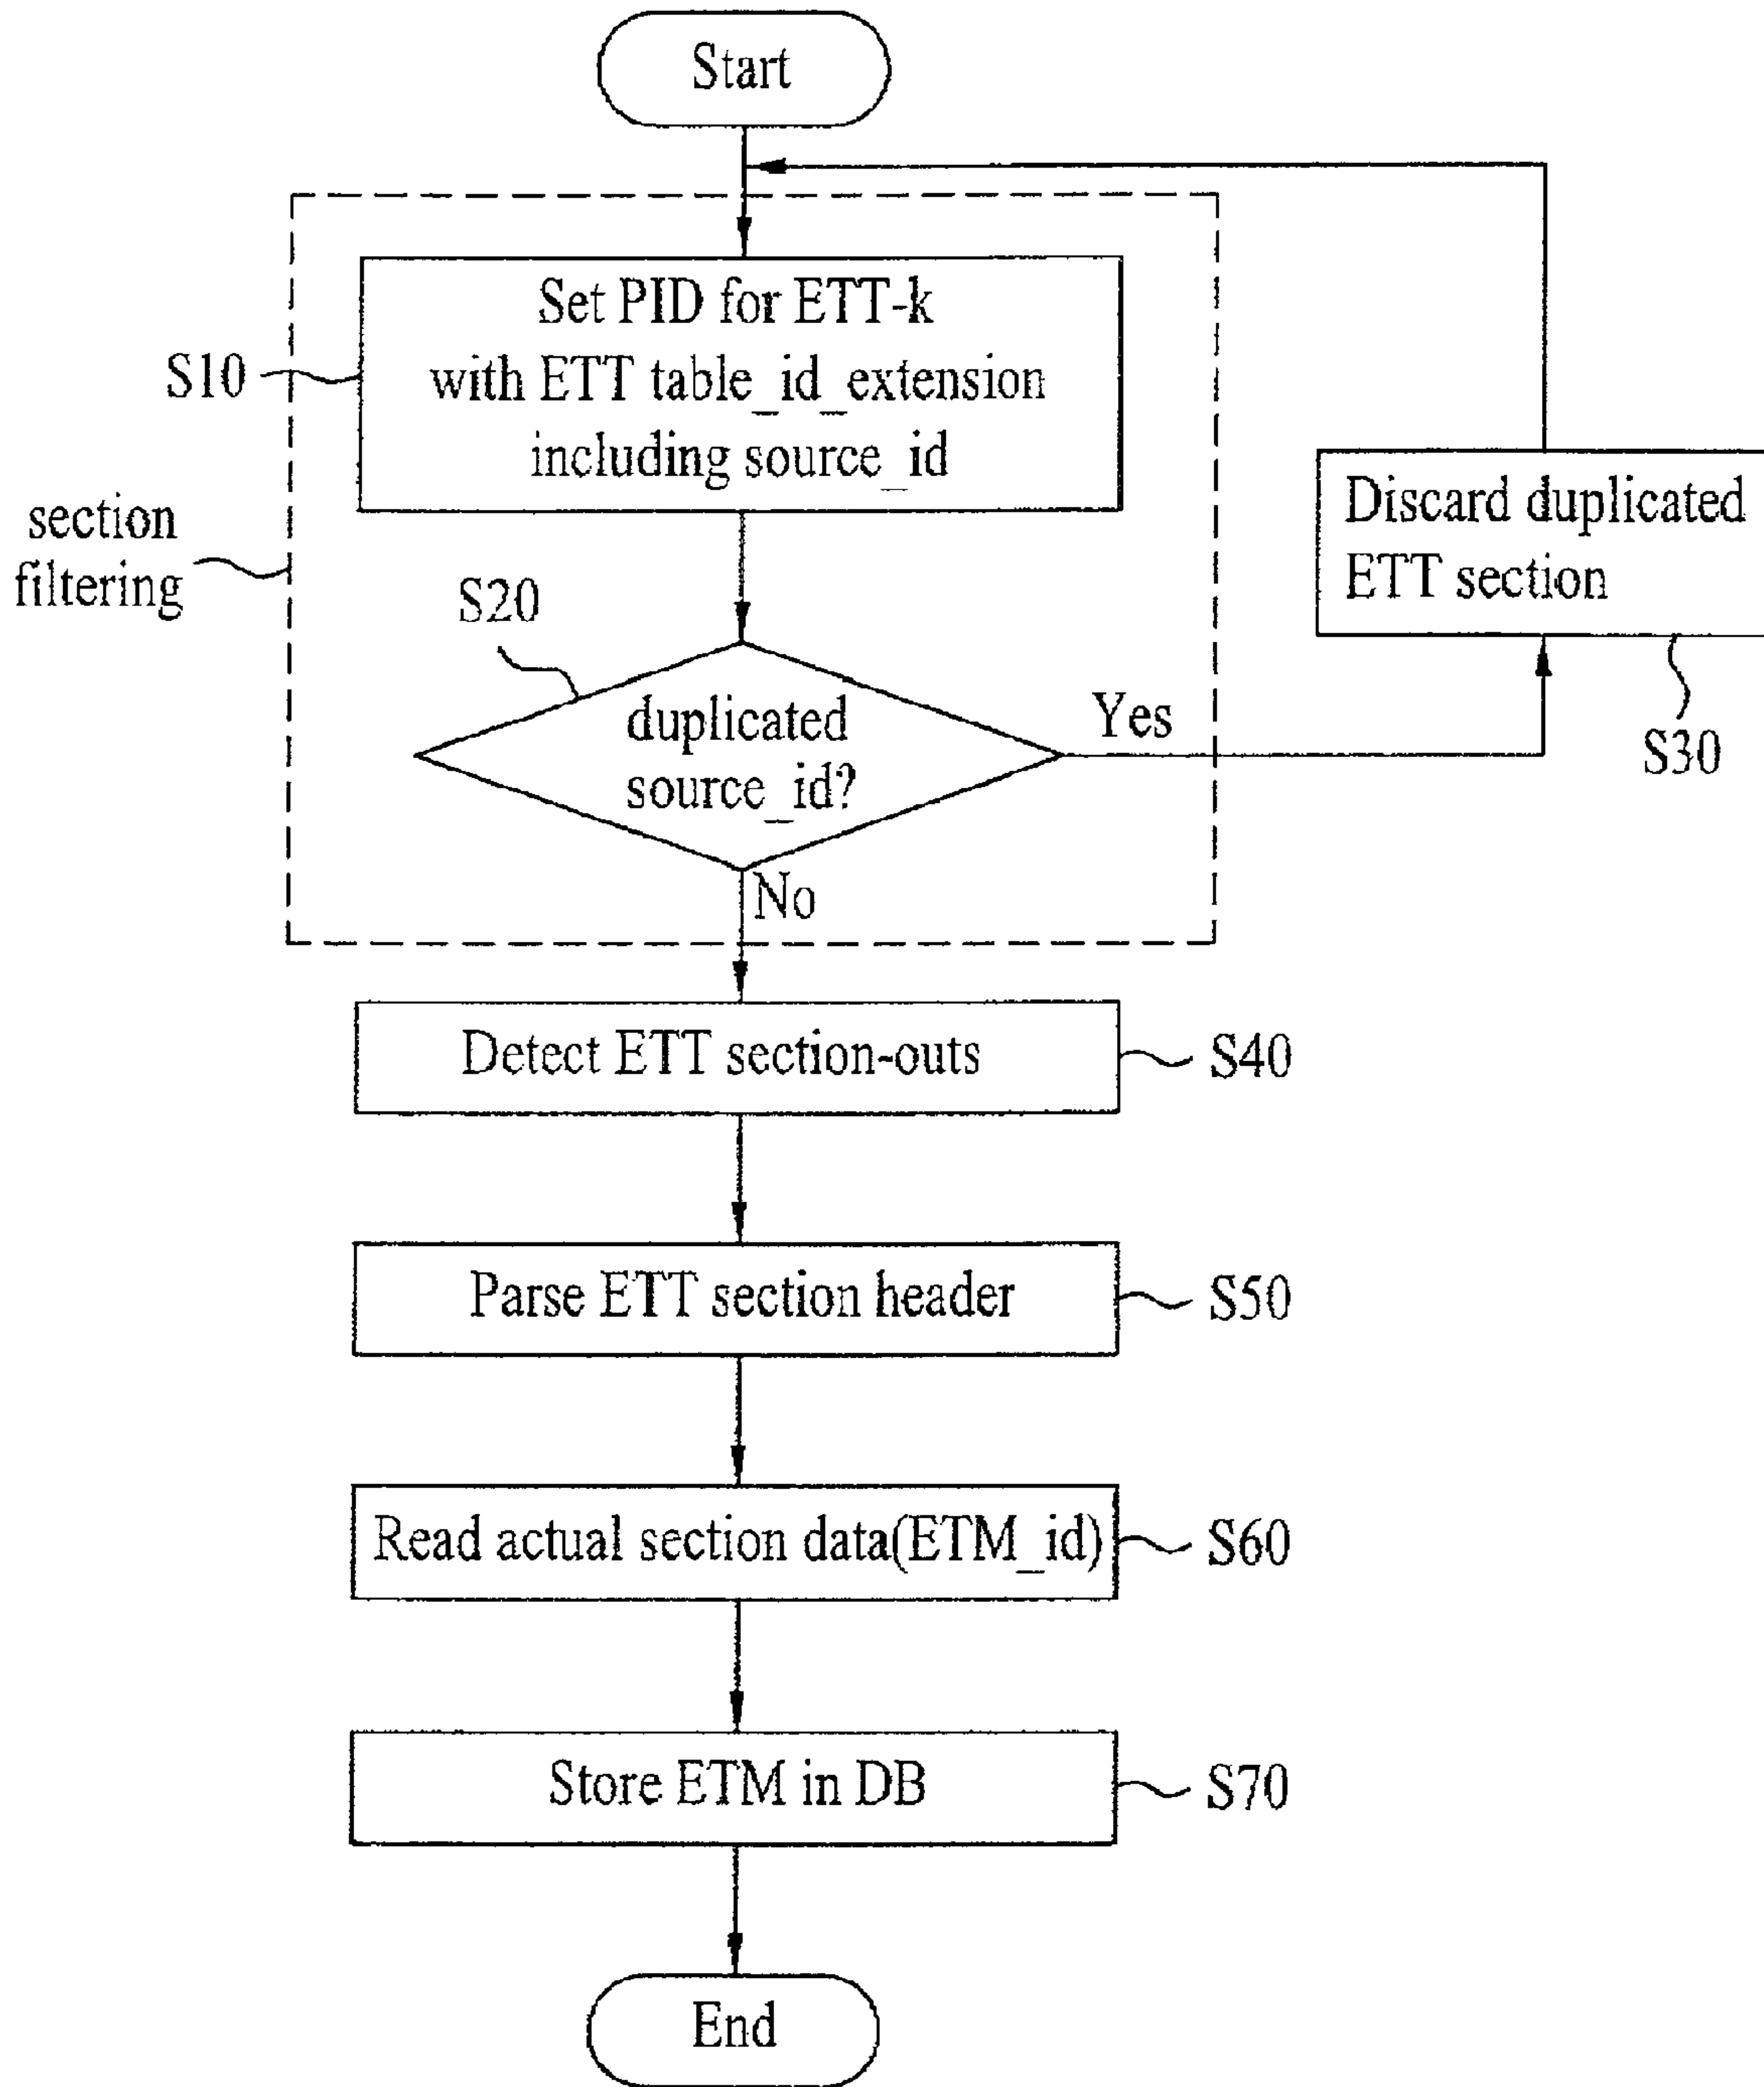 Start
Set PID for ETT-k
with ETT table_id_extension
including source_id
S10
section
filtering
Discard duplicated
ETT section
S30
S20
duplicated
source_id?
Yes
No
Detect ETT section-outs
S40
Parse ETT section header
S50
Read actual section data(ETM_id)
S60
Store ETM in DB
S70
End